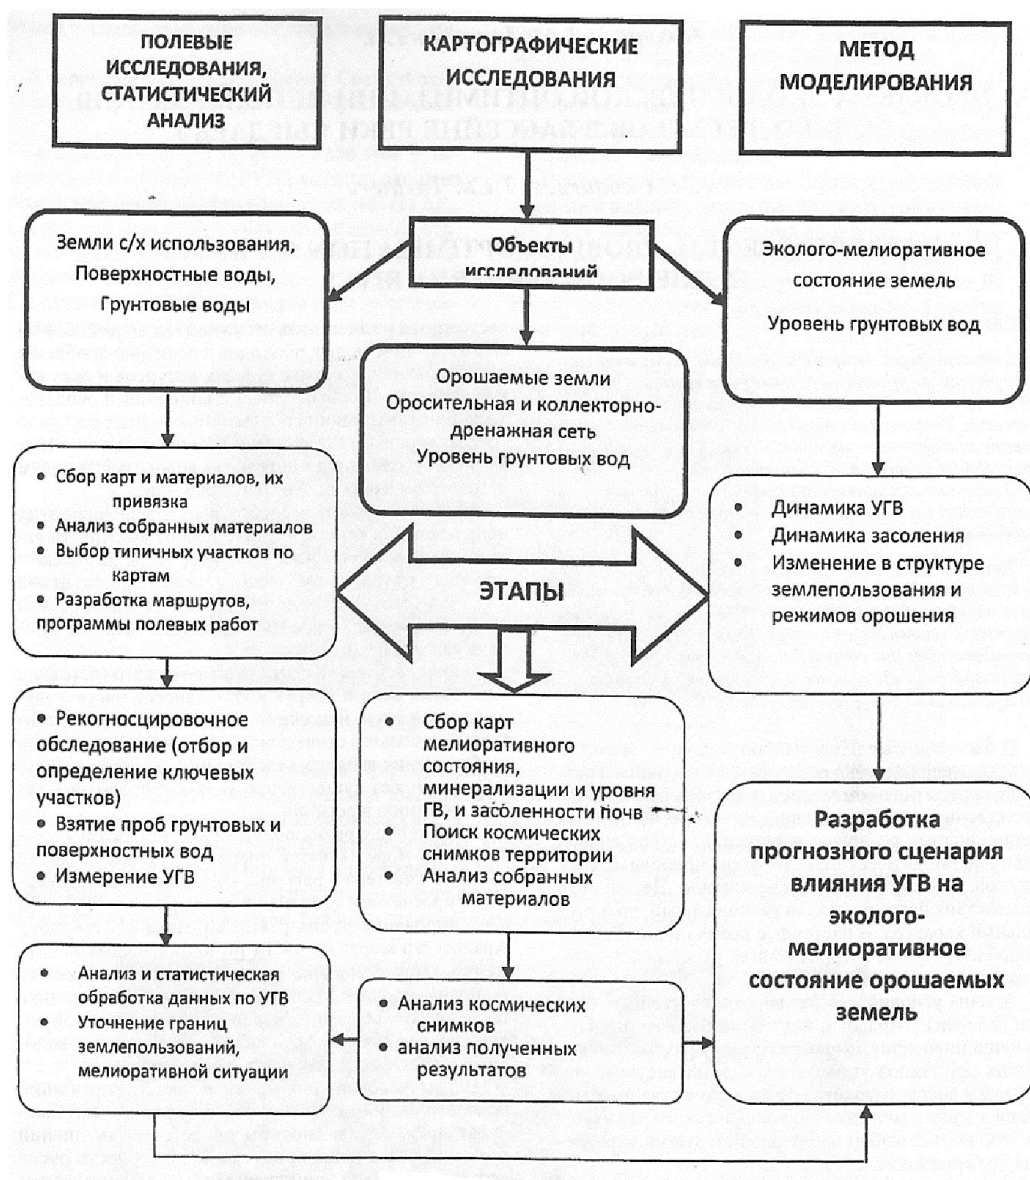 ПОЛЕВЫЕ
ИССЛЕДОВАНИЯ,
СТАТИСТИЧЕСКИЙ
АНАЛИЗ
КАРТОГРАФИЧЕСКИЕ
ИССЛЕДОВАНИЯ
МЕТОД
МОДЕЛИРОВАНИЯ
Земли с/х использования,
Поверхностные воды,
Грунтовые воды
Объекты
исследований
Эколого-мелиоративное
состояние земель
Уровень грунтовых вод
Орошаемые земли
Оросительная и коллекторно-
дренажная сеть
Уровень грунтовых вод
• Сбор карт и материалов, их
привязка
• Анализ собранных материалов
• Выбор типичных участков по
картам
• Разработка маршрутов,
программы полевых работ
ЭТАПЫ
• Динамика УГВ
• Динамика засоления
• Изменение в структуре
землепользования и
режимов орошения
• Рекогносцировочное
обследование (отбор и
определение ключевых
участков)
• Взятие проб грунтовых и
поверхностных вод
• Измерение УГВ
• Сбор карт
мелиоративного
состояния,
минерализации и уровня
ГВ, и засоленности почв
• Поиск космических
снимков территории
• Анализ собранных
материалов
Разработка
прогнозного сценария
влияния УГВ на
эколого-
мелиоративное
состояние орошаемых
земель
• Анализ и статистическая
обработка данных по УГВ
• Уточнение границ
землепользований,
мелиоративной ситуации
• Анализ космических
снимков
• анализ полученных
результатов